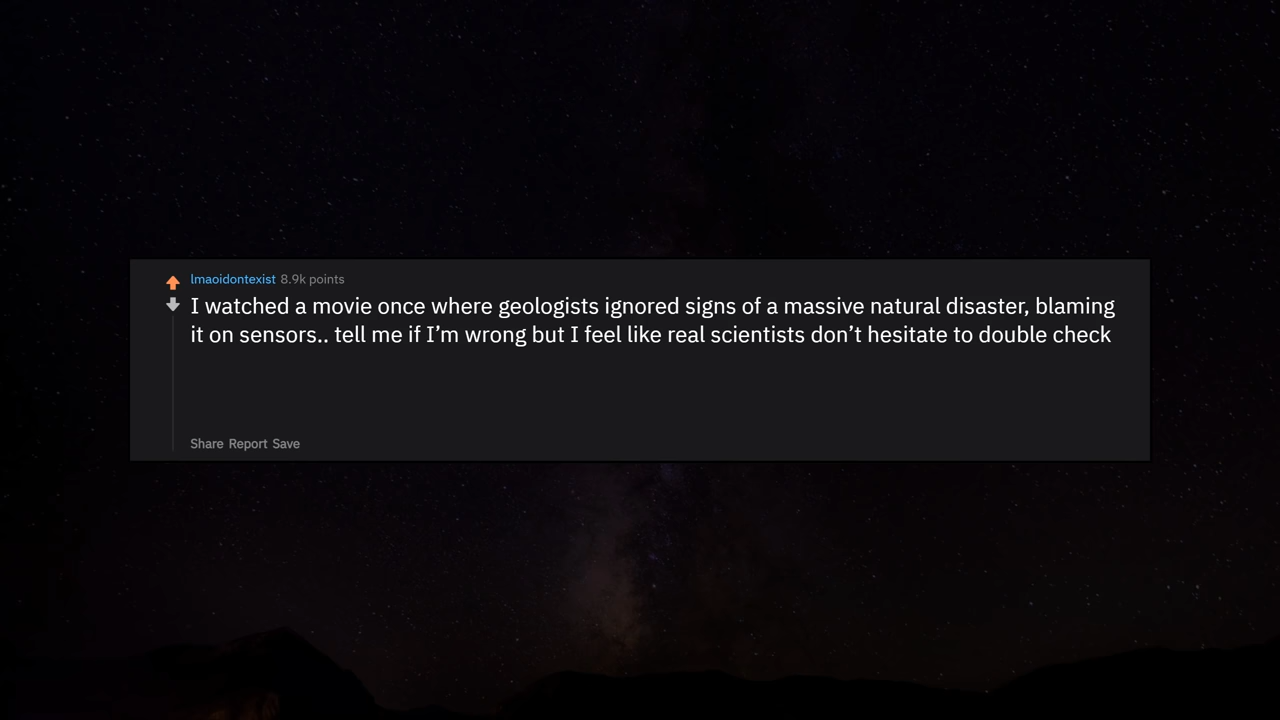 lmaoidontexist 8.9k points
I watched a movie once where geologists ignored signs of a massive natural disaster, blaming
it on sensors.. tell me if I’m wrong but I feel like real scientists don’t hesitate to double check
Share Report Save